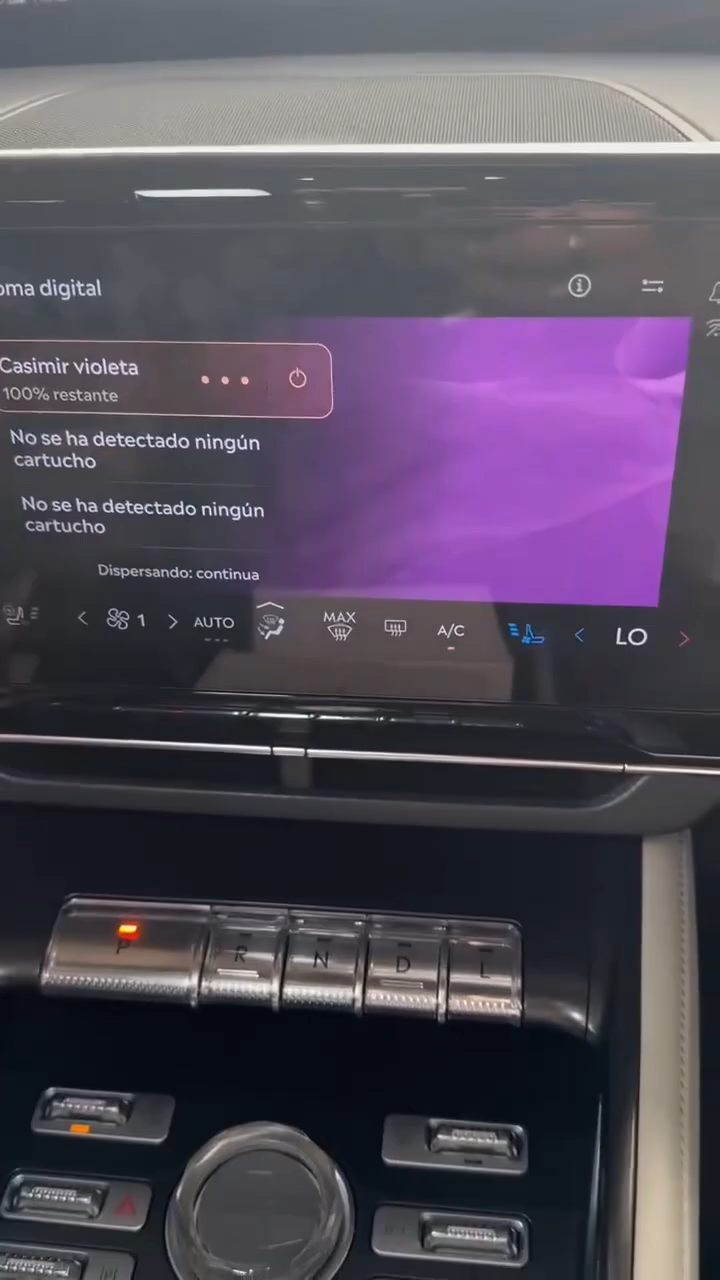 oma digital
Casimir violeta
100% restante
No se ha detectado ningún
cartucho
No se ha detectado ningún
cartucho
Dispersando: continua
1
AUTO
MAX
A/C
LO
P
R
N
D
L